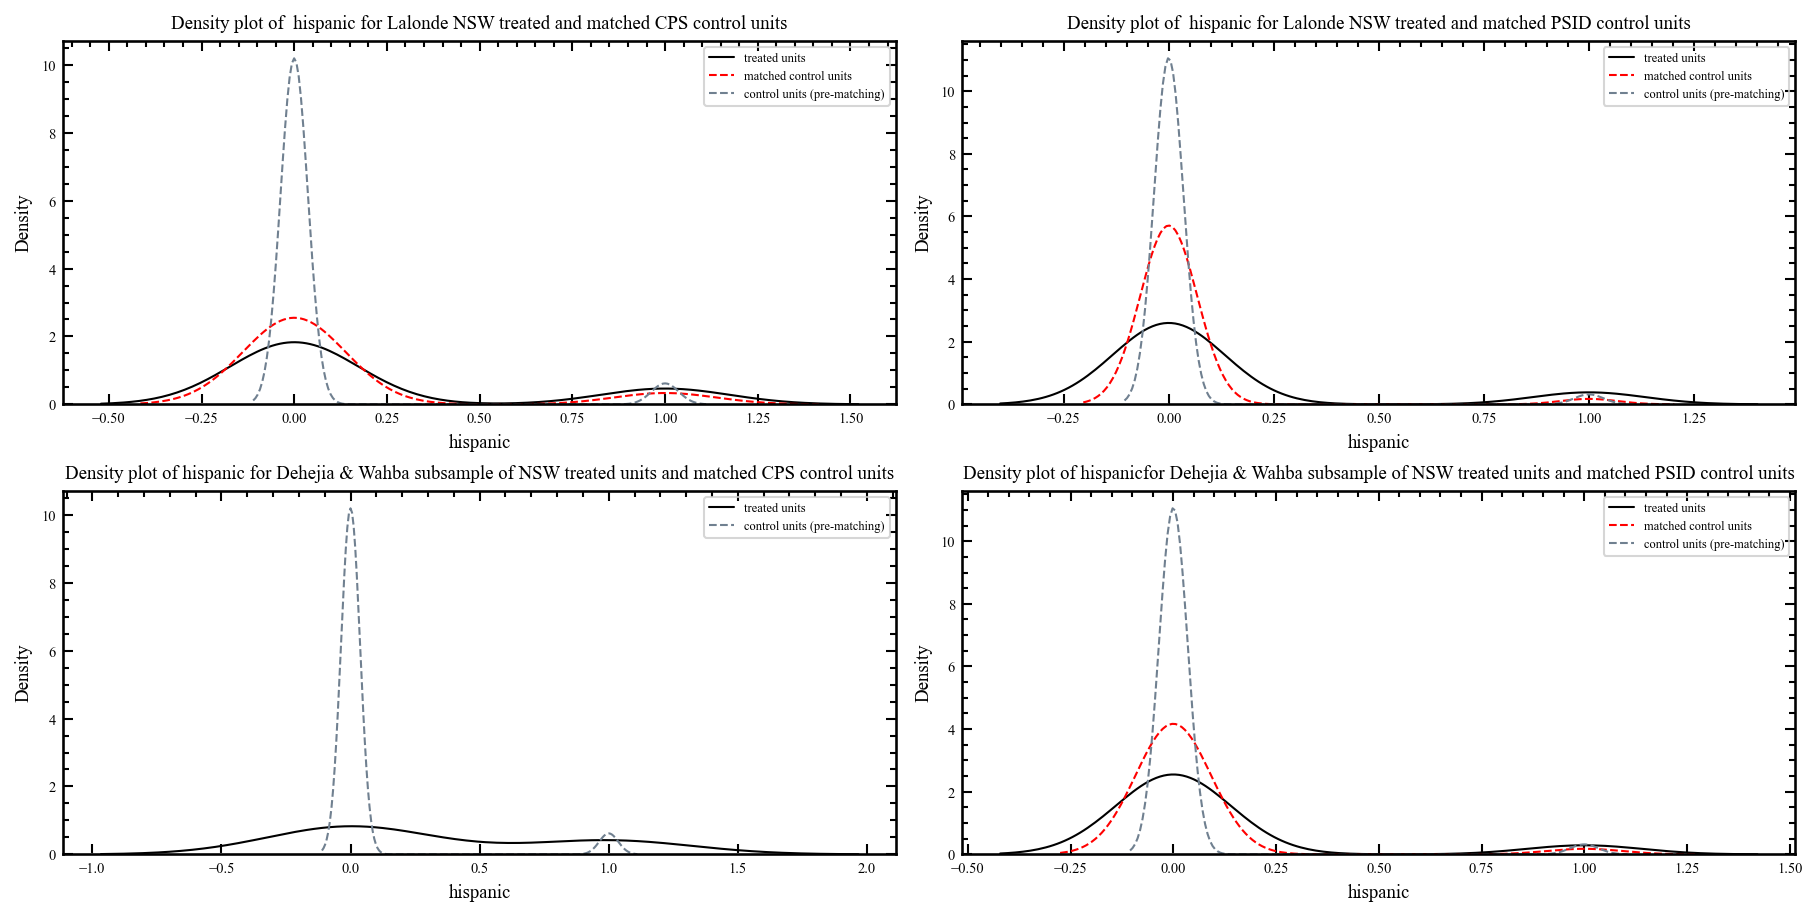 Density plot of  hispanic for Lalonde NSW treated and matched CPS control units
treated units
matched control units
control units (pre-matching)
Density
10
8
6
4
2
0
−0.50 −0.25 0.00 0.25 0.50 0.75 1.00 1.25 1.50
hispanic
Density plot of  hispanic for Lalonde NSW treated and matched PSID control units
treated units
matched control units
control units (pre-matching)
Density
10
8
6
4
2
0
−0.25 0.00 0.25 0.50 0.75 1.00 1.25
hispanic
Density plot of hispanic for Dehejia & Wahba subsample of NSW treated units and matched CPS control units
treated units
control units (pre-matching)
Density
10
8
6
4
2
0
−1.0 −0.5 0.0 0.5 1.0 1.5 2.0
hispanic
Density plot of hispanicfor Dehejia & Wahba subsample of NSW treated units and matched PSID control units
treated units
matched control units
control units (pre-matching)
Density
10
8
6
4
2
0
−0.50 −0.25 0.00 0.25 0.50 0.75 1.00 1.25 1.50
hispanic